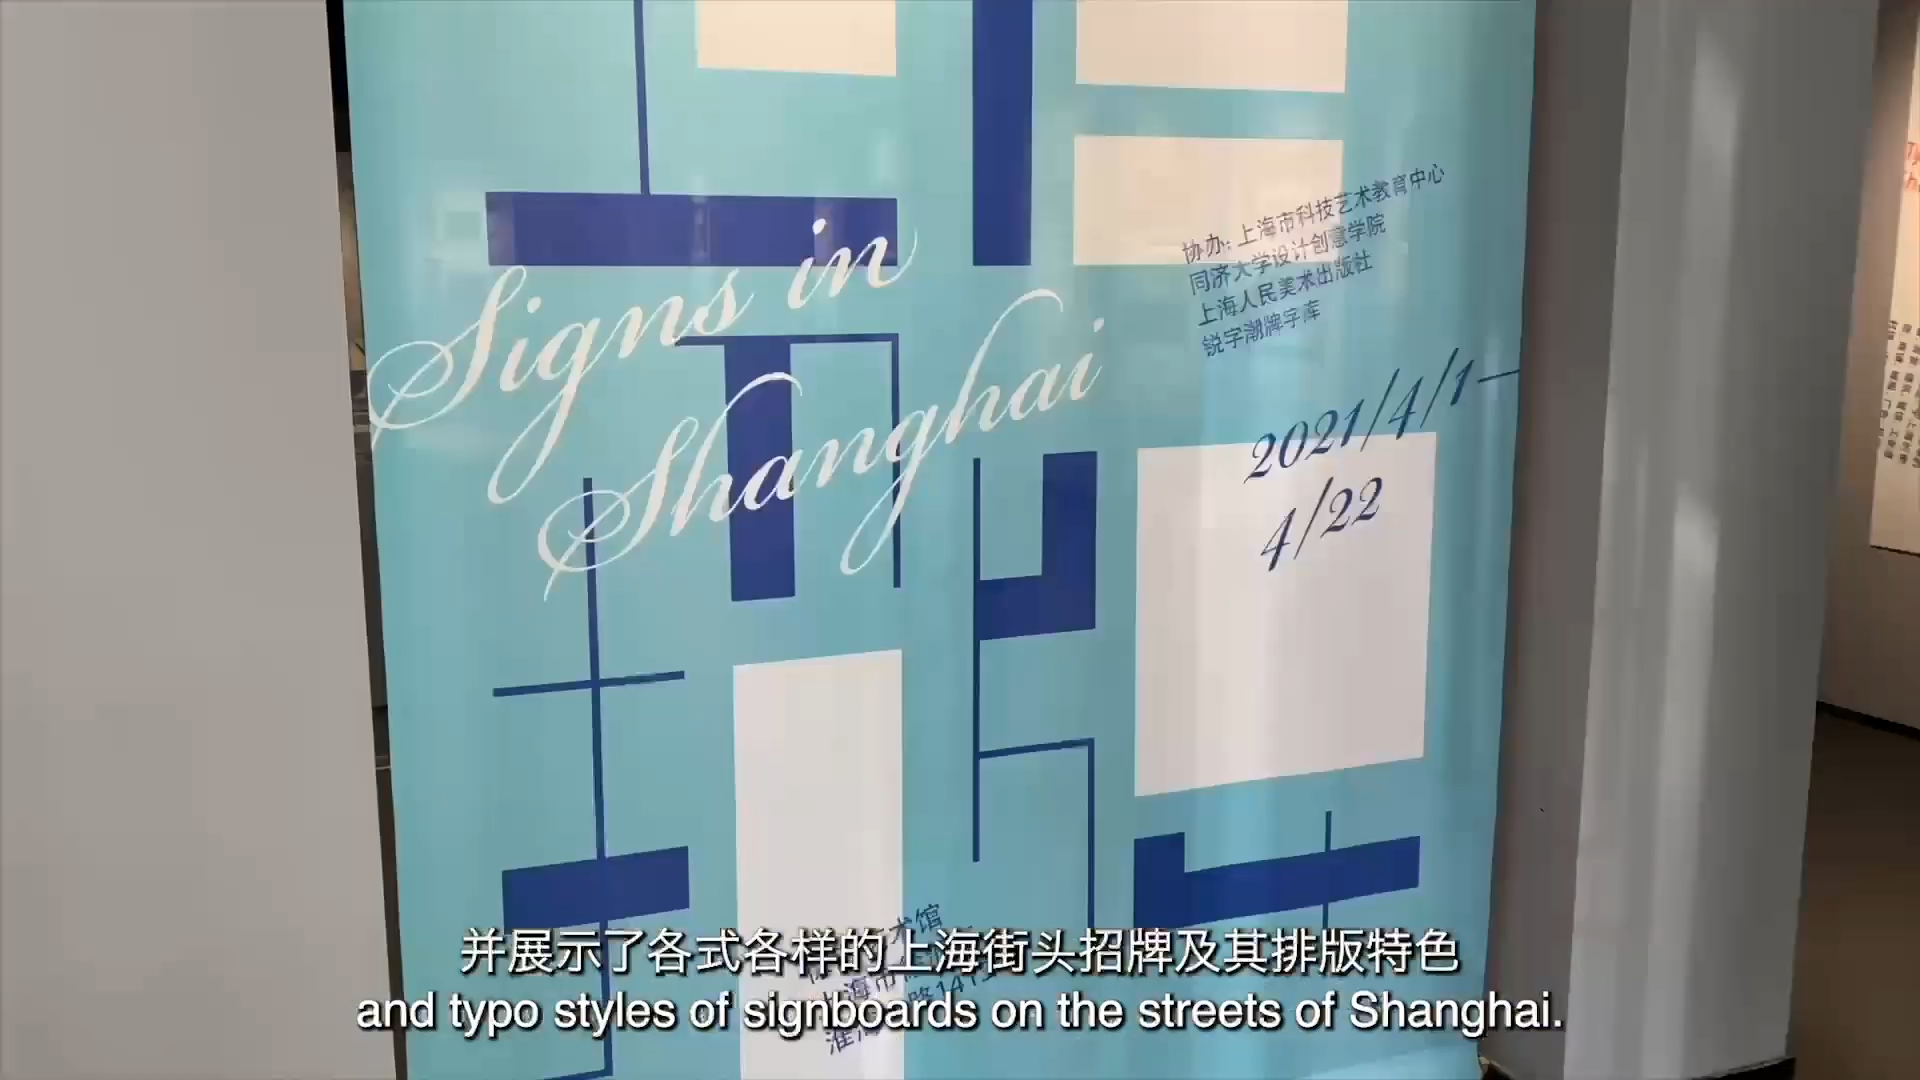 Signs in
Shanghai
协办: 上海市科技艺术教育中心
同济大学设计创意学院
上海人民美术出版社
锐字潮牌字库
2021/4/1—
4/22
并展示了各式各样的上海街头招牌及其排版特色
and typo styles of signboards on the streets of Shanghai.